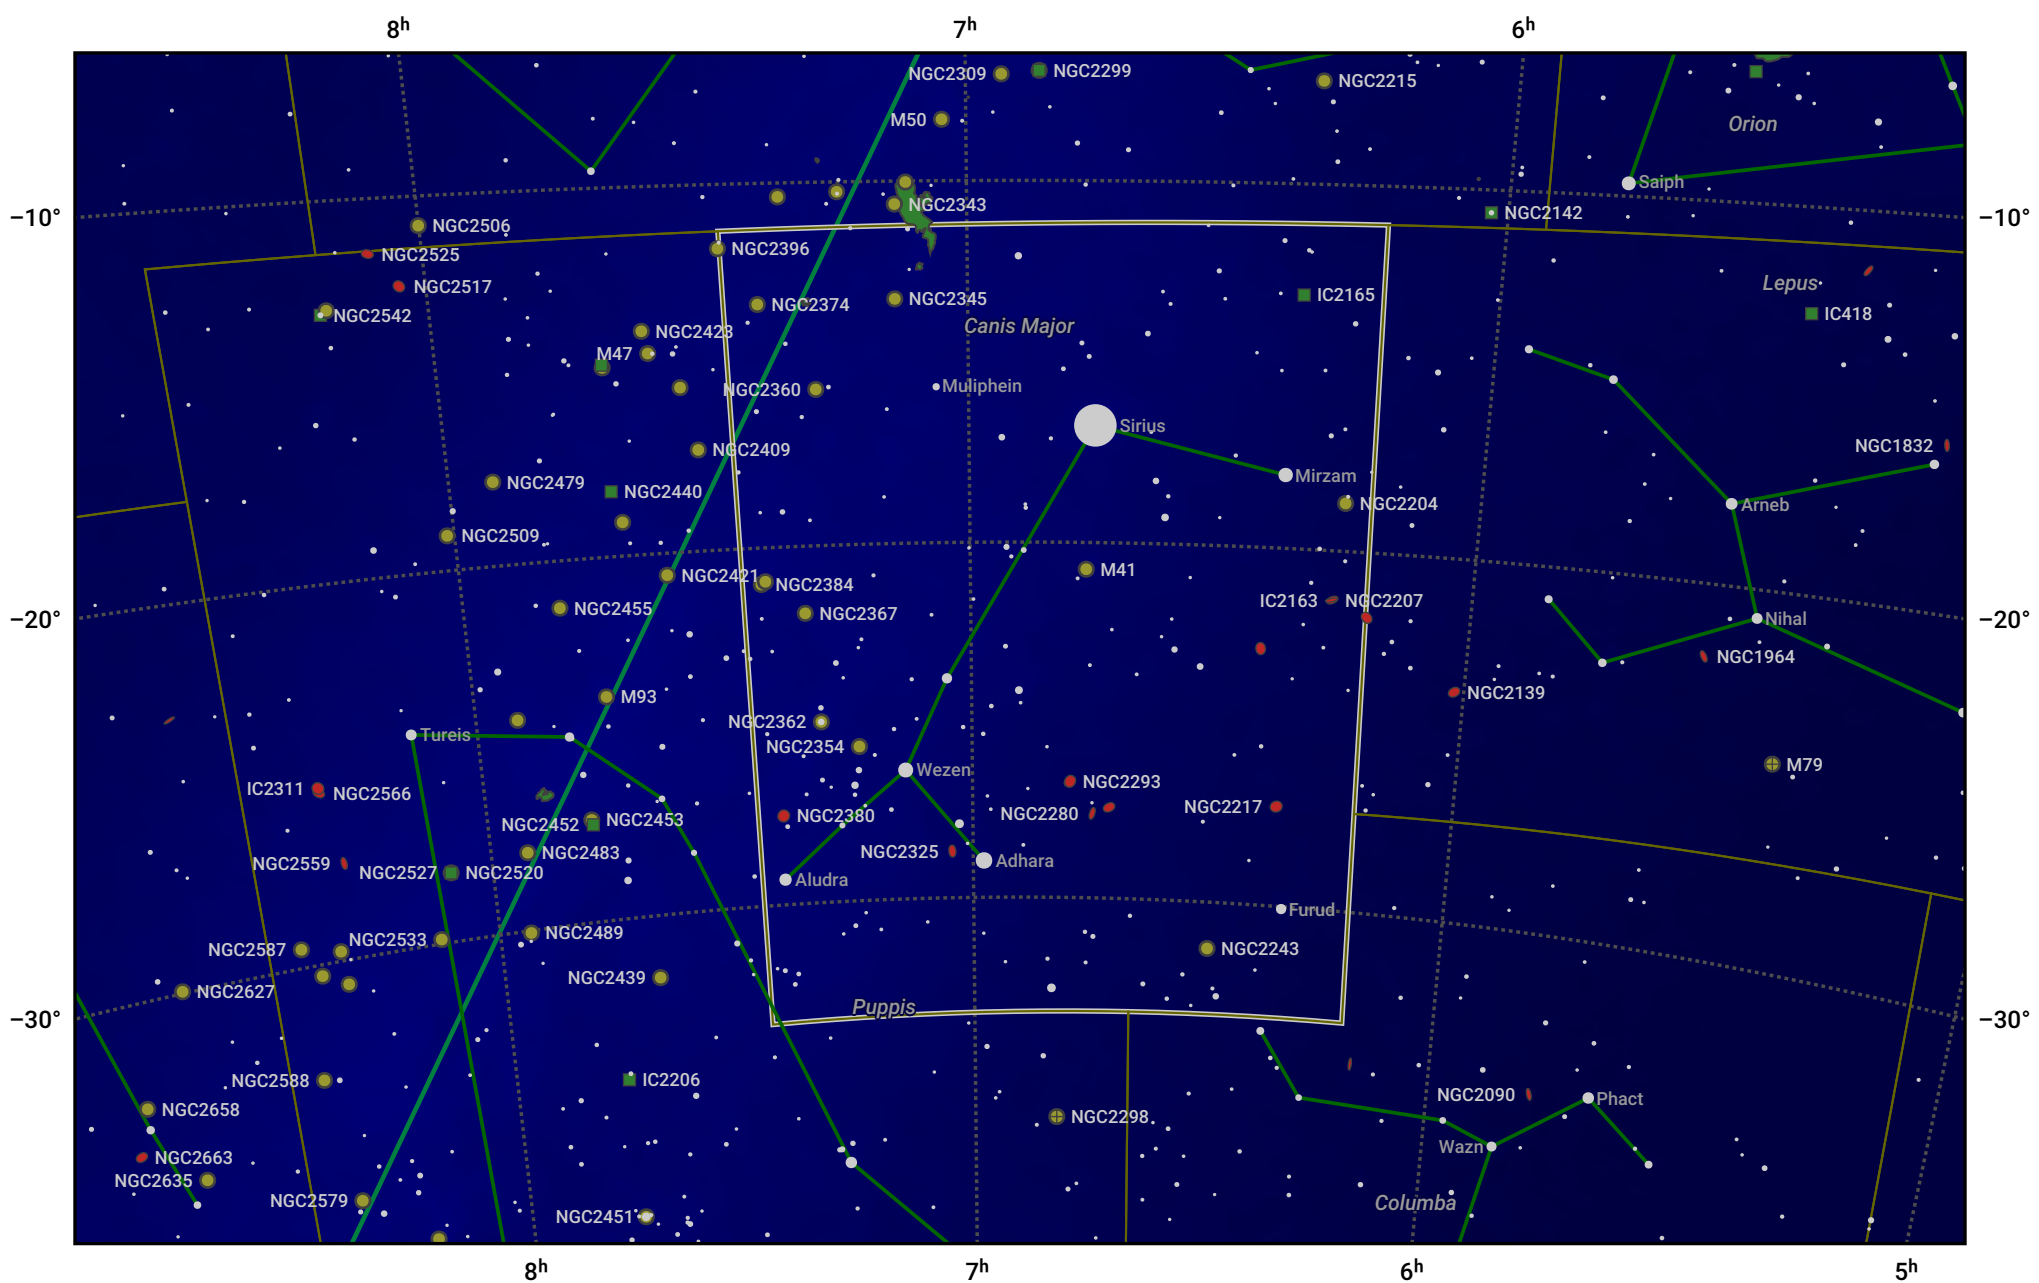 8h 7h 6h
NGC2309 NGC2299 NGC2215
M50 Orion
Saiph
NGC2343 NGC2142
−10° −10°
NGC2506
NGC2396
NGC2525
NGC2517 Lepus
NGC2374 NGC2345 IC2165
NGC2542 IC418
NGC2423 Canis Major
M47
NGC2360 Muliphein
Sirius
NGC2409 NGC1832
Mirzam
NGC2479 NGC2440 NGC2204 Arneb
NGC2509
NGC2421 NGC2384 M41
NGC2455 NGC2367 IC2163 NGC2207
−20° Nihal −20°
NGC1964
M93 NGC2139
NGC2362
Tureis NGC2354
Wezen M79
IC2311 NGC2566 NGC2293
NGC2452 NGC2453 NGC2380 NGC2280 NGC2217
NGC2483 NGC2325 Adhara
NGC2559
NGC2527 NGC2520 Aludra
Furud
NGC2587 NGC2533 NGC2489 NGC2243
NGC2439
NGC2627
Puppis
−30° −30°
NGC2588 IC2206
NGC2090 Phact
NGC2658 NGC2298
Wazn
NGC2663
NGC2635
NGC2579 Columba
NGC2451
8h 7h 6h 5h